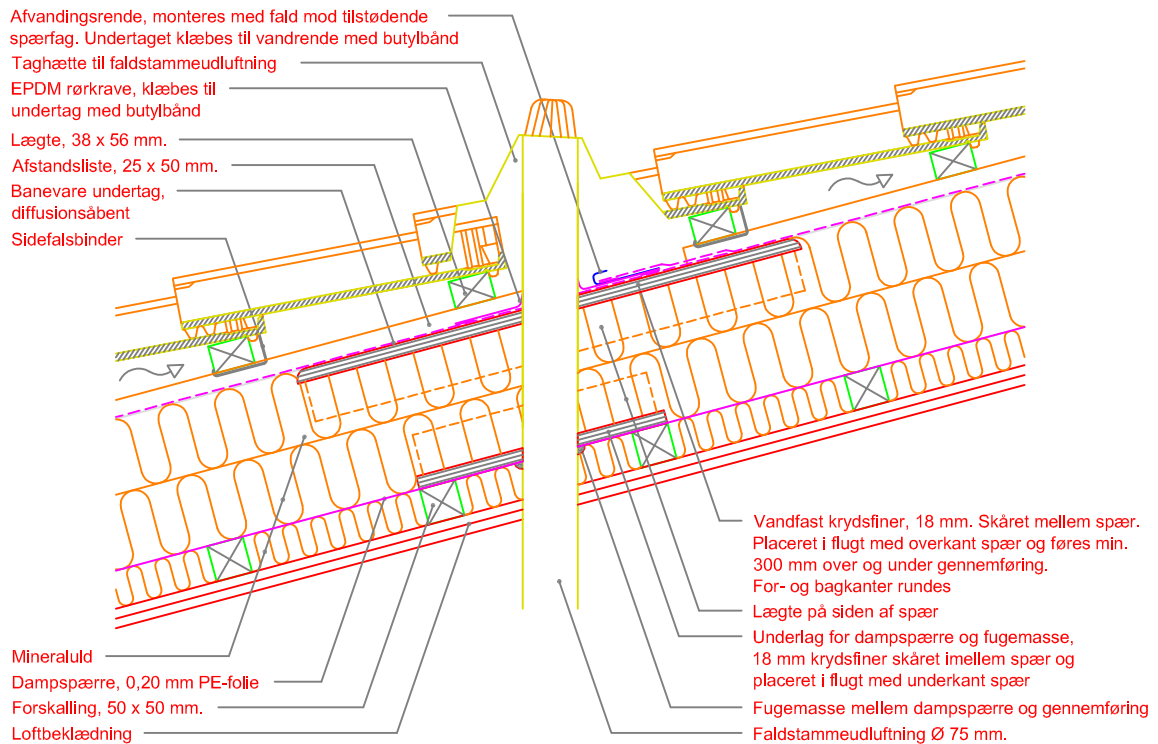 Afvandingsrende, monteres med fald mod tilstødende
spærfag. Undertaget klæbes til vandrende med butylbånd
Taghætte til faldstammeudluftning
EPDM rørkrave, klæbes til
undertag med butylbånd
Lægte, 38 x 56 mm.
Afstandsliste, 25 x 50 mm.
Banevare undertag,
diffusionsåbent
Sidefalsbinder
Mineraluld
Dampspærre, 0,20 mm PE-folie
Forskalling, 50 x 50 mm.
Loftbeklædning
Vandfast krydsfiner, 18 mm. Skåret mellem spær.
Placeret i flugt med overkant spær og føres min.
300 mm over og under gennemføring.
For- og bagkanter rundes
Lægte på siden af spær
Underlag for dampspærre og fugemasse,
18 mm krydsfiner skåret imellem spær og
placeret i flugt med underkant spær
Fugemasse mellem dampspærre og gennemføring
Faldstammeudluftning Ø 75 mm.